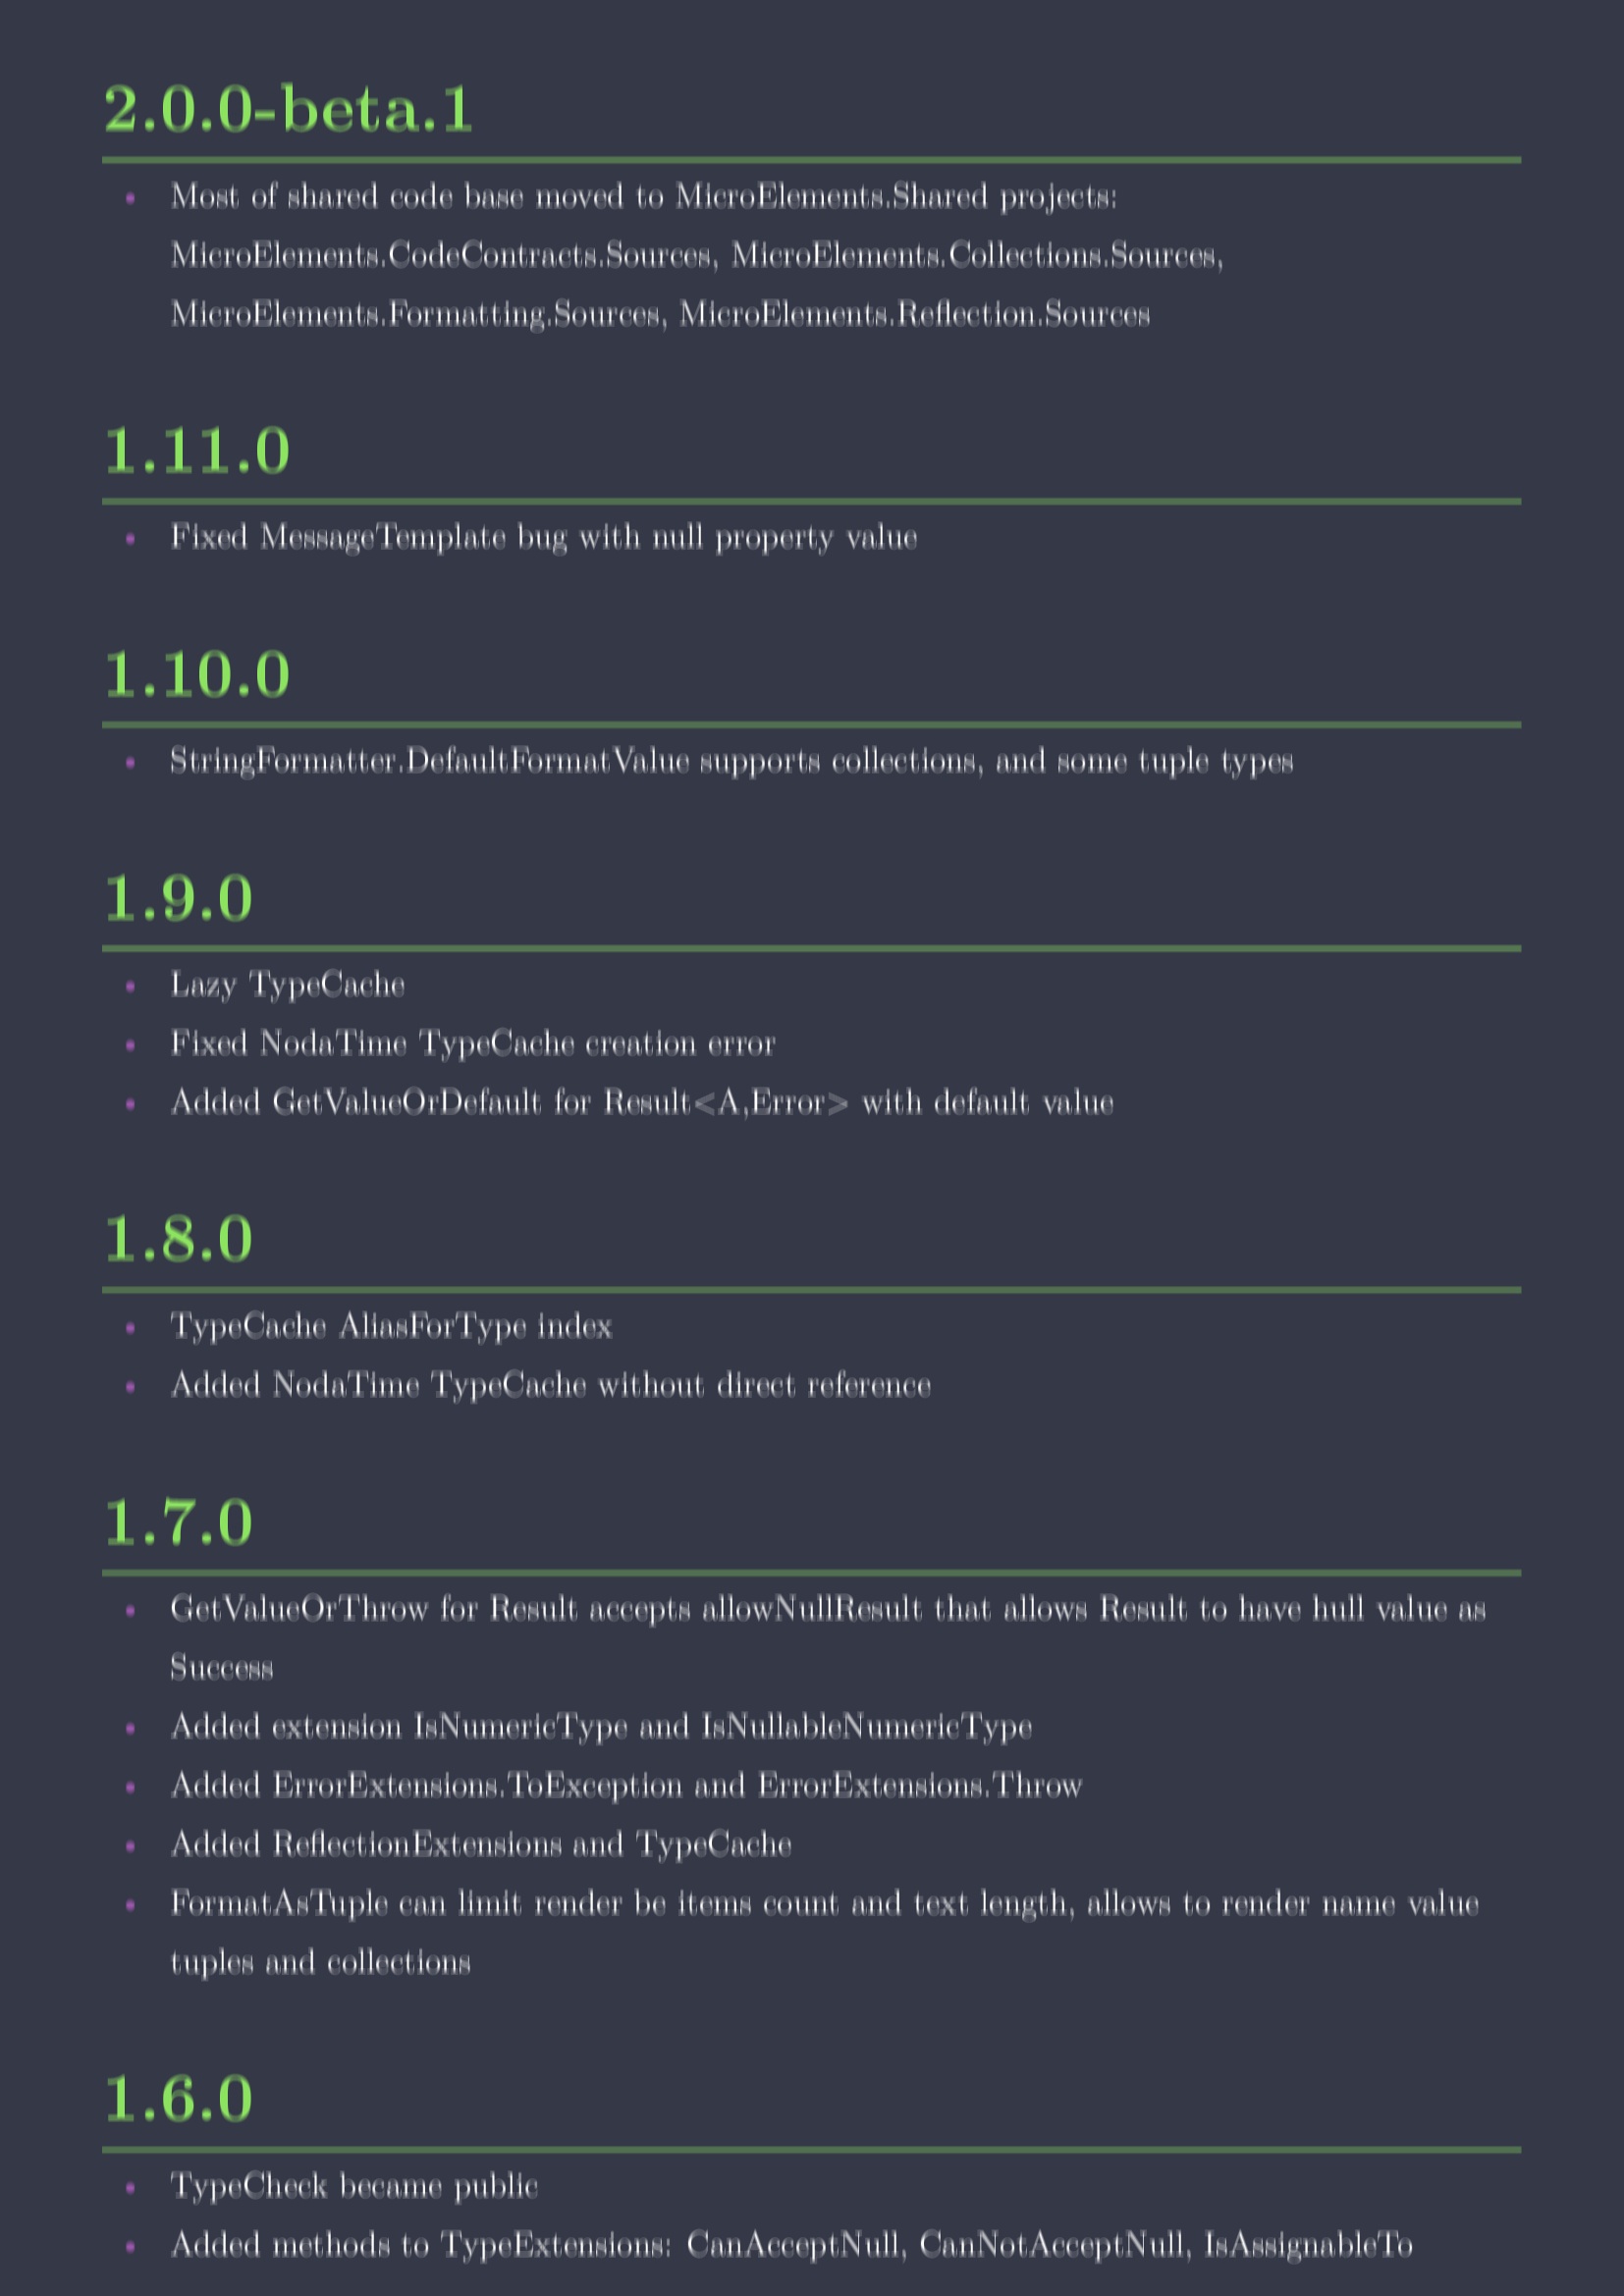 2.0.0-beta.1
• Most of shared code base moved to MicroElements.Shared projects:
MicroElements.CodeContracts.Sources, MicroElements.Collections.Sources,
MicroElements.Formatting.Sources, MicroElements.Reflection.Sources
1.11.0
• Fixed MessageTemplate bug with null property value
1.10.0
• StringFormatter.DefaultFormatValue supports collections, and some tuple types
1.9.0
• Lazy TypeCache
• Fixed NodaTime TypeCache creation error
• Added GetValueOrDefault for Result<A,Error> with default value
1.8.0
• TypeCache AliasForType index
• Added NodaTime TypeCache without direct reference
1.7.0
• GetValueOrThrow for Result accepts allowNullResult that allows Result to have hull value as
Success
• Added extension IsNumericType and IsNullableNumericType
• Added ErrorExtensions.ToException and ErrorExtensions.Throw
• Added ReflectionExtensions and TypeCache
• FormatAsTuple can limit render be items count and text length, allows to render name value
tuples and collections
1.6.0
• TypeCheck became public
• Added methods to TypeExtensions: CanAcceptNull, CanNotAcceptNull, IsAssignableTo